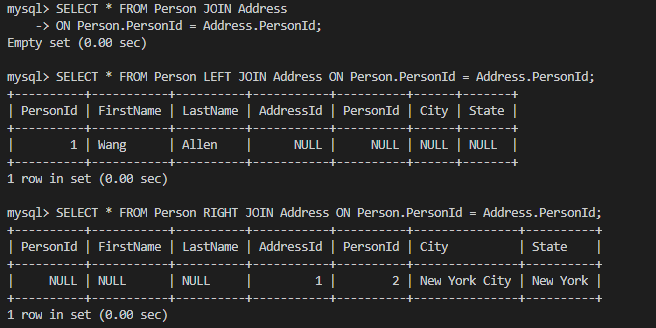 mysql> SELECT * FROM Person JOIN Address
    -> ON Person.PersonId = Address.PersonId;
Empty set (0.00 sec)

mysql> SELECT * FROM Person LEFT JOIN Address ON Person.PersonId = Address.PersonId;
+----------+-----------+----------+-----------+----------+------+-------+
| PersonId | FirstName | LastName | AddressId | PersonId | City | State |
+----------+-----------+----------+-----------+----------+------+-------+
|        1 | Wang      | Allen    |      NULL |     NULL | NULL | NULL  |
+----------+-----------+----------+-----------+----------+------+-------+
1 row in set (0.00 sec)

mysql> SELECT * FROM Person RIGHT JOIN Address ON Person.PersonId = Address.PersonId;
+----------+-----------+----------+-----------+----------+---------------+----------+
| PersonId | FirstName | LastName | AddressId | PersonId | City          | State    |
+----------+-----------+----------+-----------+----------+---------------+----------+
|     NULL | NULL      | NULL     |         1 |        2 | New York City | New York |
+----------+-----------+----------+-----------+----------+---------------+----------+
1 row in set (0.00 sec)